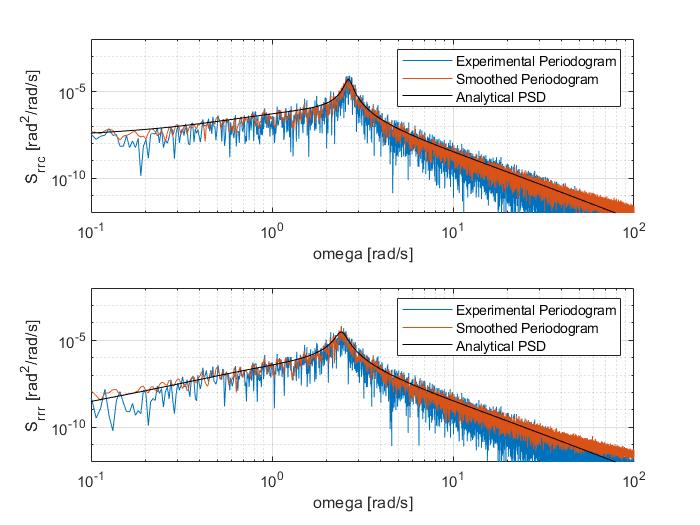 Experimental Periodogram
Smoothed Periodogram
Analytical PSD
S_rrc [rad^2/rad/s]
10^-5
10^-10
10^-1
10^0
10^1
10^2
omega [rad/s]
Experimental Periodogram
Smoothed Periodogram
Analytical PSD
S_rrr [rad^2/rad/s]
10^-5
10^-10
10^-1
10^0
10^1
10^2
omega [rad/s]